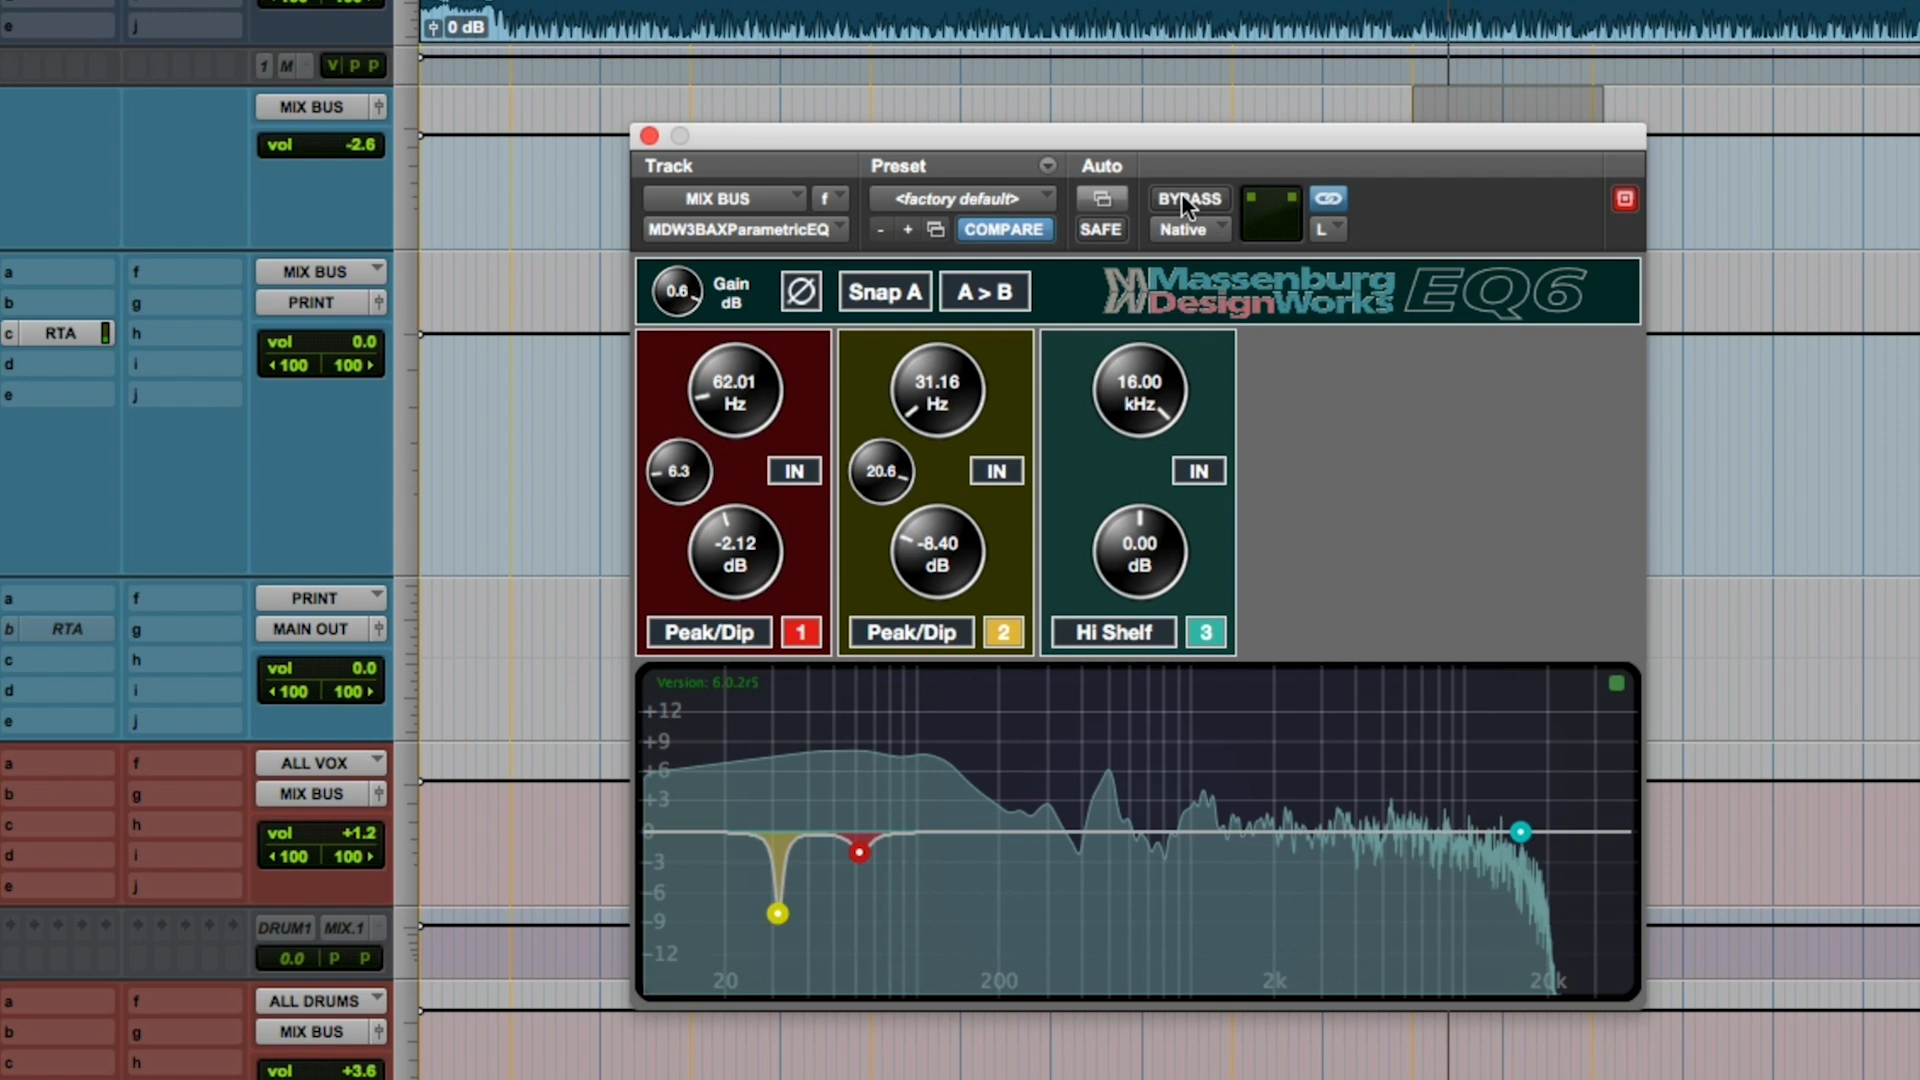 e j
0 dB
1 M V P P
MIX BUS
vol -2.6
a f MIX BUS
b g PRINT
c RTA h vol 0.0
d i 100 100
e j
a f PRINT
b RTA g MAIN OUT
c h vol 0.0
d i 100 100
e j
a f ALL VOX
b g MIX BUS
c h vol +1.2
d i 100 100
e j
DRUM1 MIX.1
0.0 P P
a f ALL DRUMS
b g MIX BUS
c h vol +3.6
Track Preset Auto
MIX BUS f <factory default> BYPASS
MDW3BAXParametricEQ - + COMPARE SAFE Native L
0.6 Gain dB Ø Snap A A > B Massenburg DesignWorks EQ6
62.01 Hz 31.16 Hz 16.00 kHz
6.3 IN 20.6 IN IN
-2.12 dB -8.40 dB 0.00 dB
Peak/Dip 1 Peak/Dip 2 Hi Shelf 3
Version: 6.0.2r5
+12
+9
+6
+3
0
-3
-6
-9
-12
20 200 2k 20k